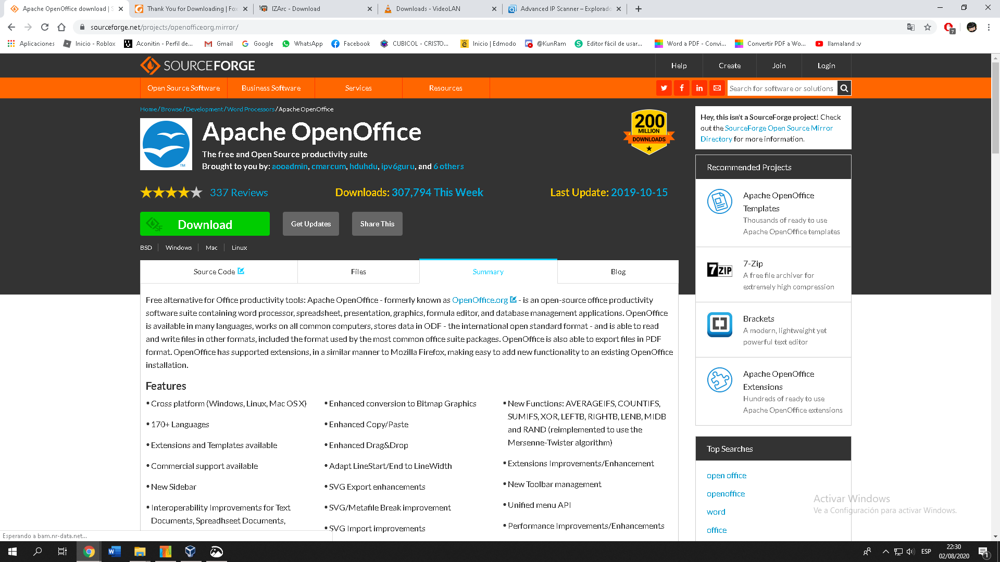 Apache OpenOffice download | S
Thank You for Downloading | Fox
IZArc - Download
Downloads - VideoLAN
Advanced IP Scanner – Explorado
sourceforge.net/projects/openofficeorg.mirror/
7
Aplicaciones
Inicio - Roblox
Aconitin - Perfil de...
Gmail
Google
WhatsApp
Facebook
CUBICOL - CRISTO...
Inicio | Edmodo
@KunRam
Editor fácil de usar...
Word a PDF - Convi...
Convertir PDF a Wo...
llamaland :v
SOURCEFORGE
Help
Create
Join
Login
Open Source Software
Business Software
Services
Resources
Search for software or solutions
Home / Browse / Development / Word Processors / Apache OpenOffice
Apache OpenOffice
The free and Open Source productivity suite
Brought to you by: aooadmin, cmarcum, hduhdu, ipv6guru, and 6 others
TM
200
MILLION
DOWNLOADS
337 Reviews
Downloads: 307,794 This Week
Last Update: 2019-10-15
SF
Download
Get Updates
Share This
BSD
Windows
Mac
Linux
Source Code
Files
Summary
Blog
Free alternative for Office productivity tools: Apache OpenOffice - formerly known as OpenOffice.org - is an open-source office productivity
software suite containing word processor, spreadsheet, presentation, graphics, formula editor, and database management applications. OpenOffice
is available in many languages, works on all common computers, stores data in ODF - the international open standard format - and is able to read
and write files in other formats, included the format used by the most common office suite packages. OpenOffice is also able to export files in PDF
format. OpenOffice has supported extensions, in a similar manner to Mozilla Firefox, making easy to add new functionality to an existing OpenOffice
installation.
Features
• Cross platform (Windows, Linux, Mac OS X)
• 170+ Languages
• Extensions and Templates available
• Commercial support available
• New Sidebar
• Interoperability Improvements for Text
Documents, Spreadhseet Documents,
• Enhanced conversion to Bitmap Graphics
• Enhanced Copy/Paste
• Enhanced Drag&Drop
• Adapt LineStart/End to LineWidth
• SVG Export enhancements
• SVG/Metafile Break improvement
• SVG Import improvements
• New Functions: AVERAGEIFS, COUNTIFS,
SUMIFS, XOR, LEFTB, RIGHTB, LENB, MIDB
and RAND (reimplemented to use the
Mersenne-Twister algorithm)
• Extensions Improvements/Enhancement
• New Toolbar management
• Unified menu API
• Performance Improvements/Enhancements
Hey, this isn't a SourceForge project! Check
out the SourceForge Open Source Mirror
Directory for more information.
Recommended Projects
Apache OpenOffice
Templates
Thousands of ready to use
Apache OpenOffice templates
7ZIP
7-Zip
A free file archiver for
extremely high compression
Brackets
A modern, lightweight yet
powerful text editor
Apache OpenOffice
Extensions
Hundreds of ready to use
Apache OpenOffice extensions
Top Searches
open office
openoffice
word
office
Activar Windows
Ve a Configuración para activar Windows.
Esperando a bam.nr-data.net...
ESP
22:30
02/08/2020
1